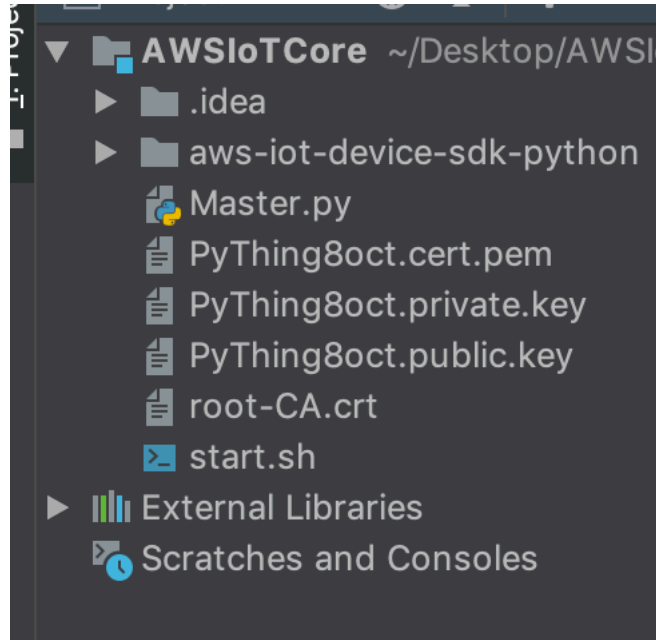 AWSIoTCore ~/Desktop/AWSI
.idea
aws-iot-device-sdk-python
Master.py
PyThing8oct.cert.pem
PyThing8oct.private.key
PyThing8oct.public.key
root-CA.crt
start.sh
External Libraries
Scratches and Consoles